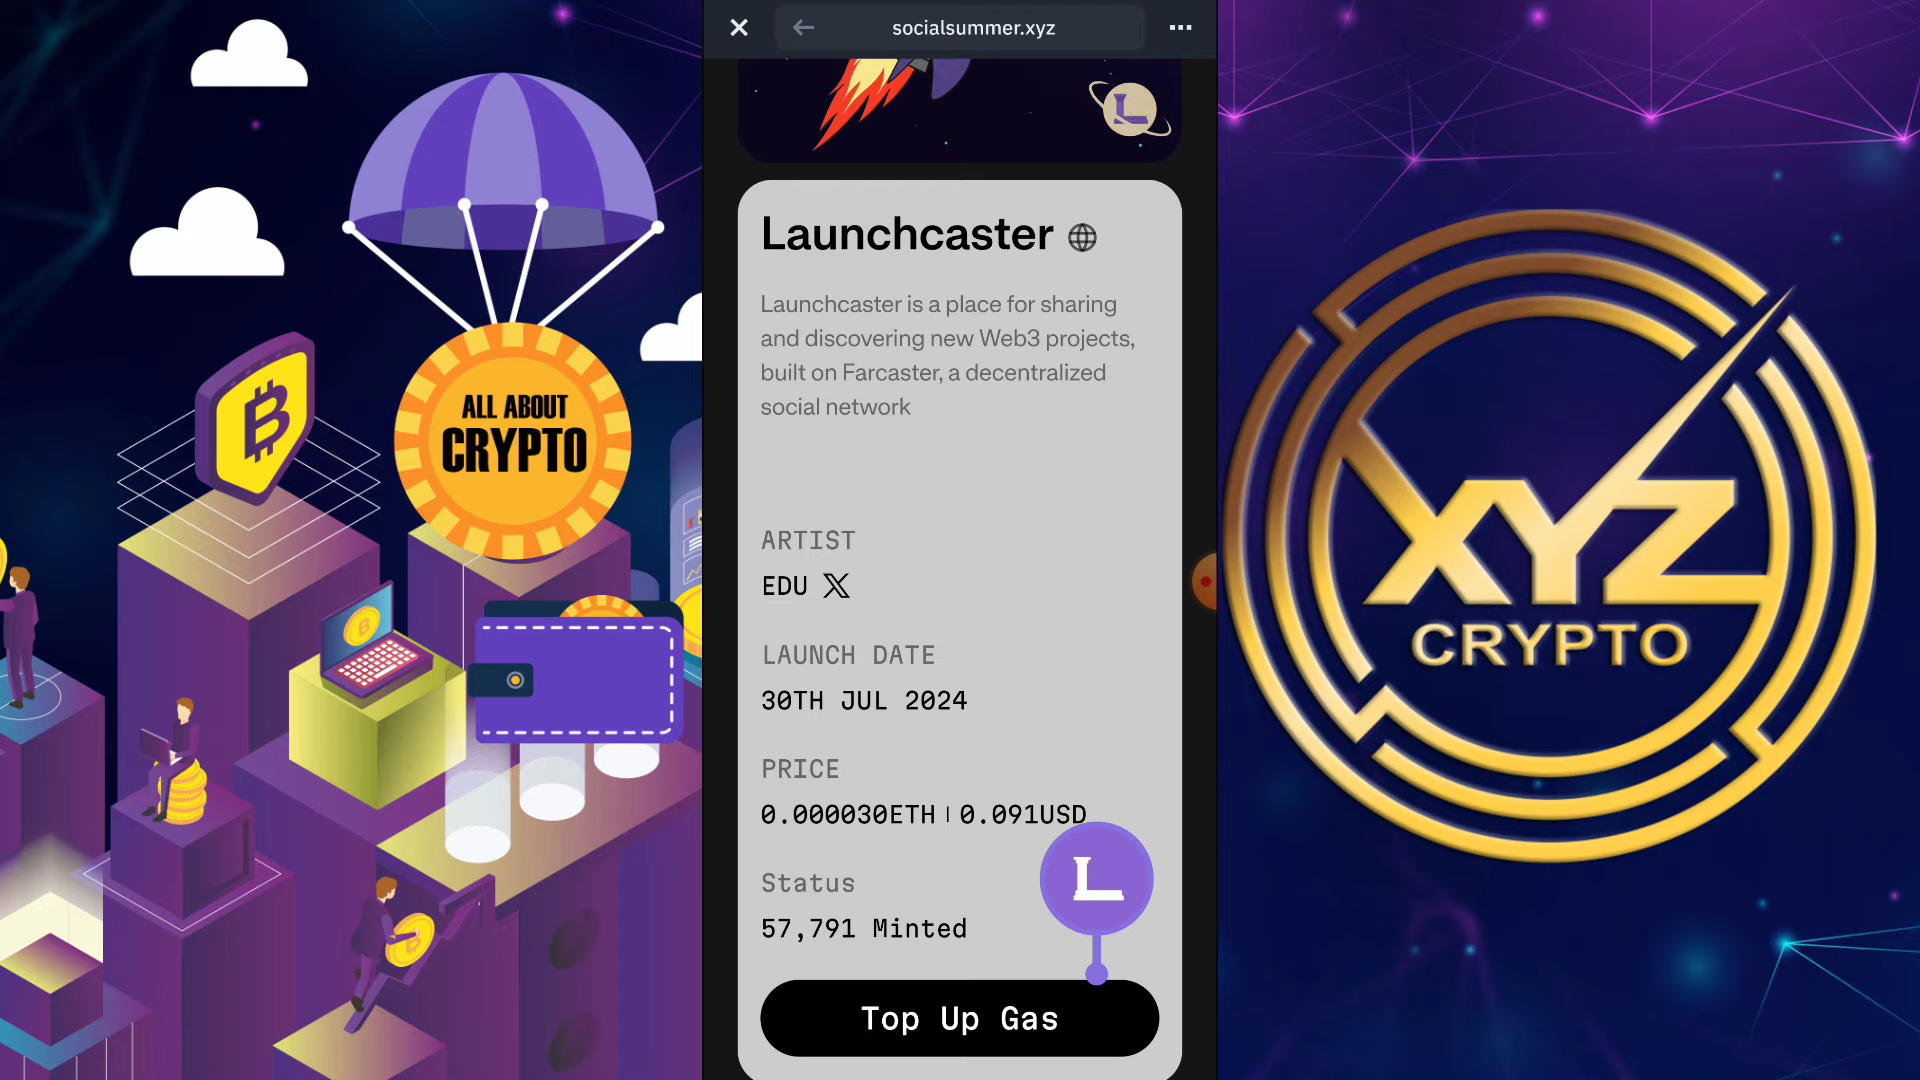 ALL ABOUT
CRYPTO
socialsummer.xyz
L
Launchcaster
Launchcaster is a place for sharing
and discovering new Web3 projects,
built on Farcaster, a decentralized
social network
ARTIST
EDU X
LAUNCH DATE
30TH JUL 2024
PRICE
0.000030ETH | 0.091USD
Status
57,791 Minted
L
Top Up Gas
XYZ
CRYPTO